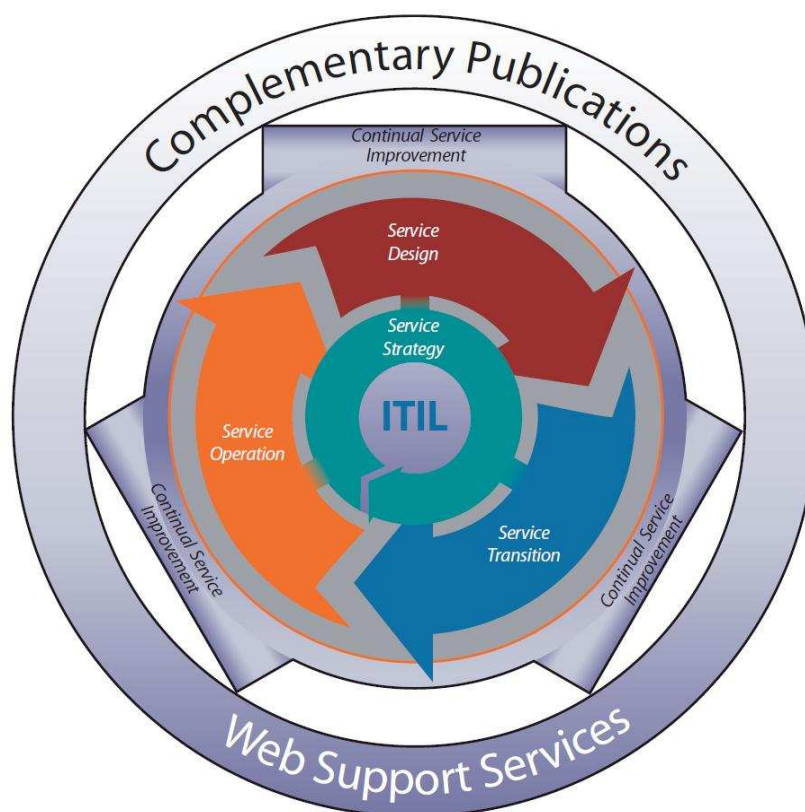 Complementary Publications
Continual Service
Improvement
Service
Design
Service
Strategy
ITIL
Service
Operation
Service
Transition
Continual Service
Improvement
Continual Service
Improvement
Web Support Services